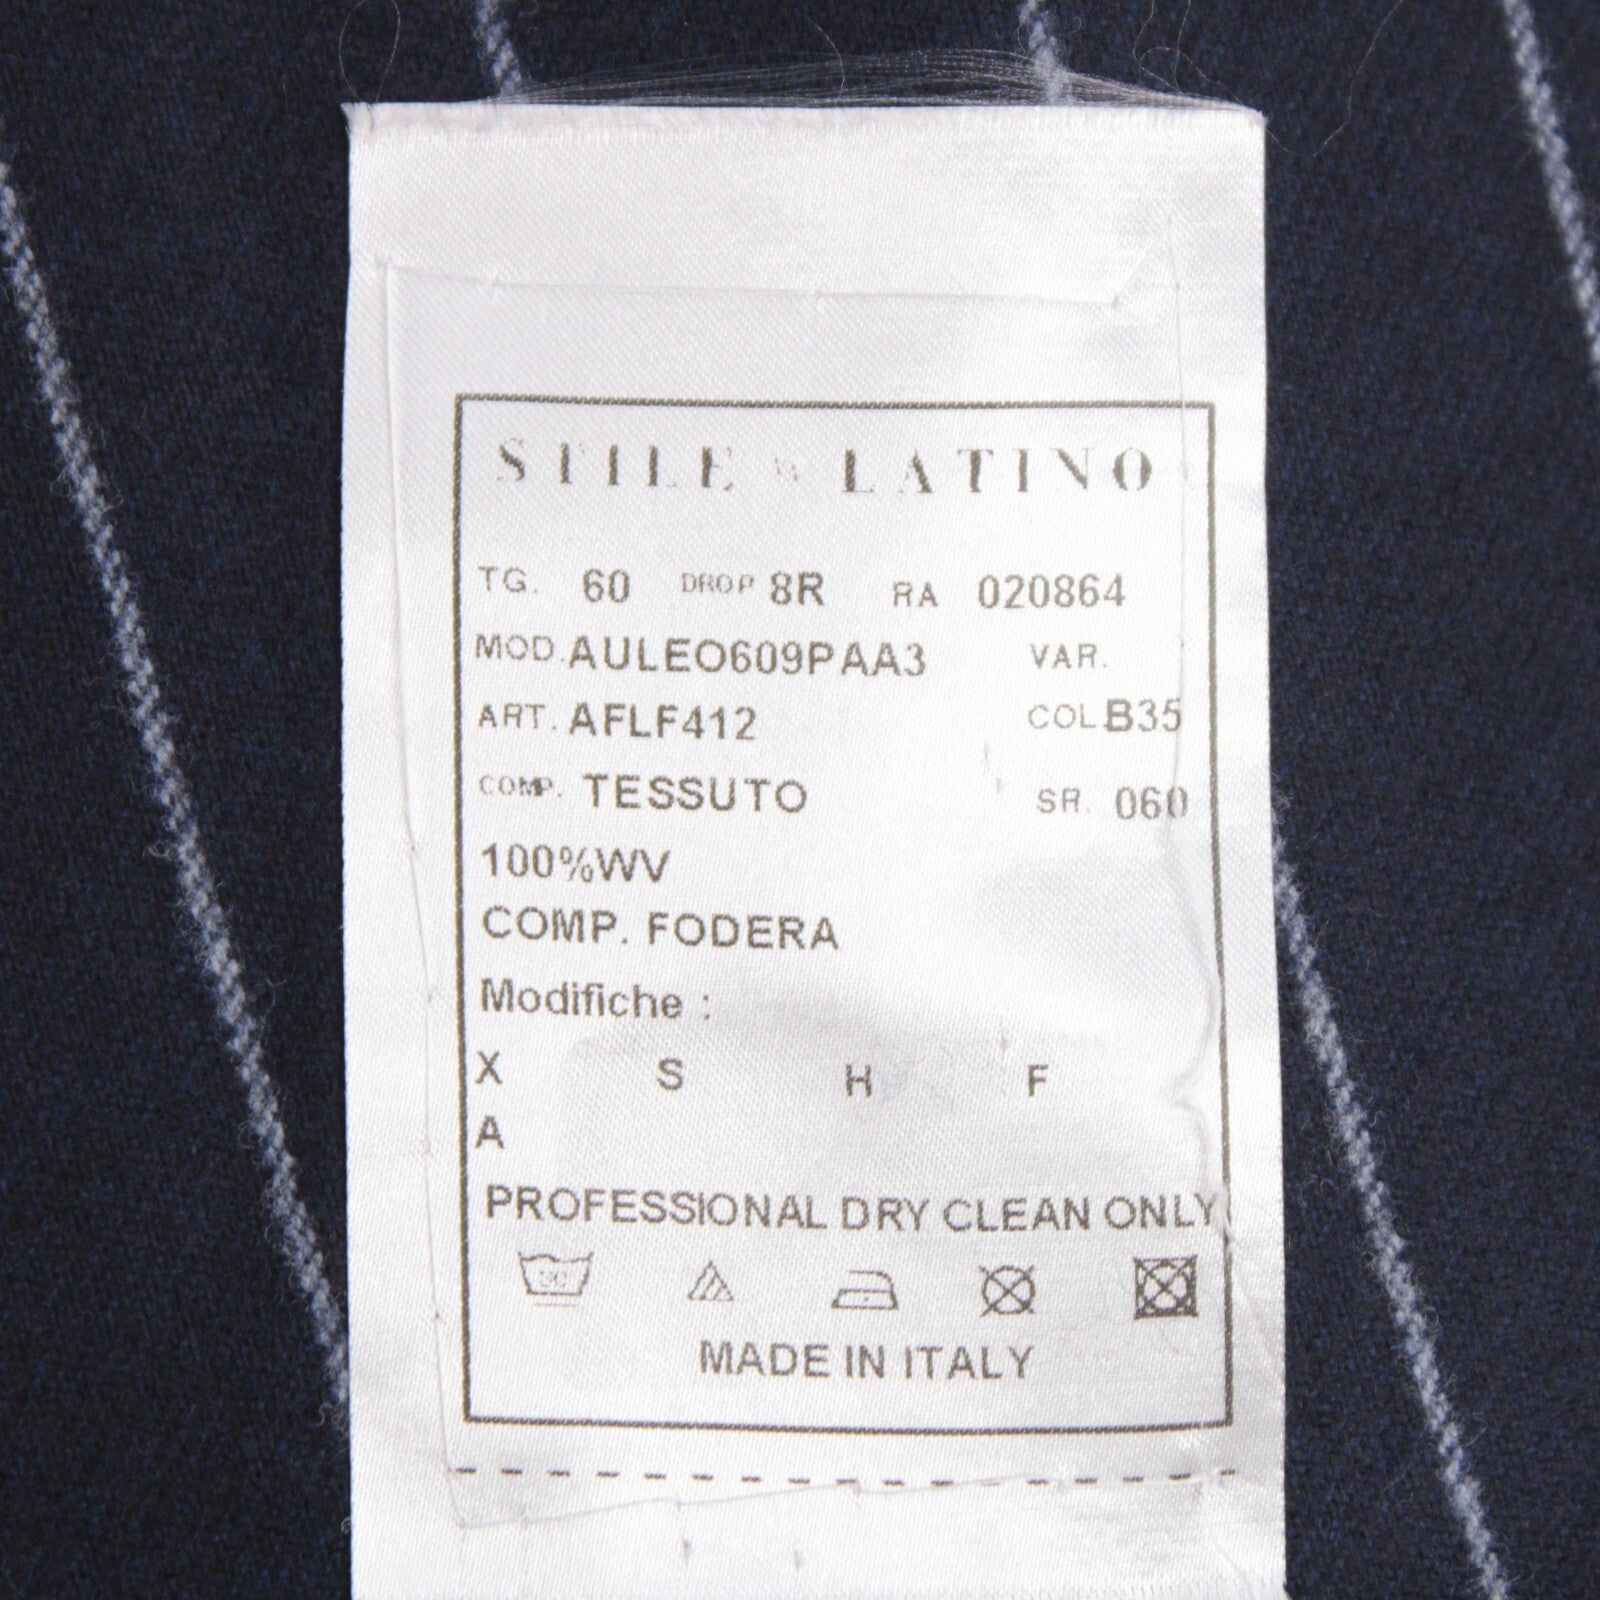 STILE LATINO
TG. 60 DROP 8R RA 020864
MOD. AULEO609PAA3 VAR.
ART. AFLF412 COL. B35
COMP. TESSUTO SR. 060
100%WV
COMP. FODERA
Modifiche :
X S H F
A
PROFESSIONAL DRY CLEAN ONLY
MADE IN ITALY